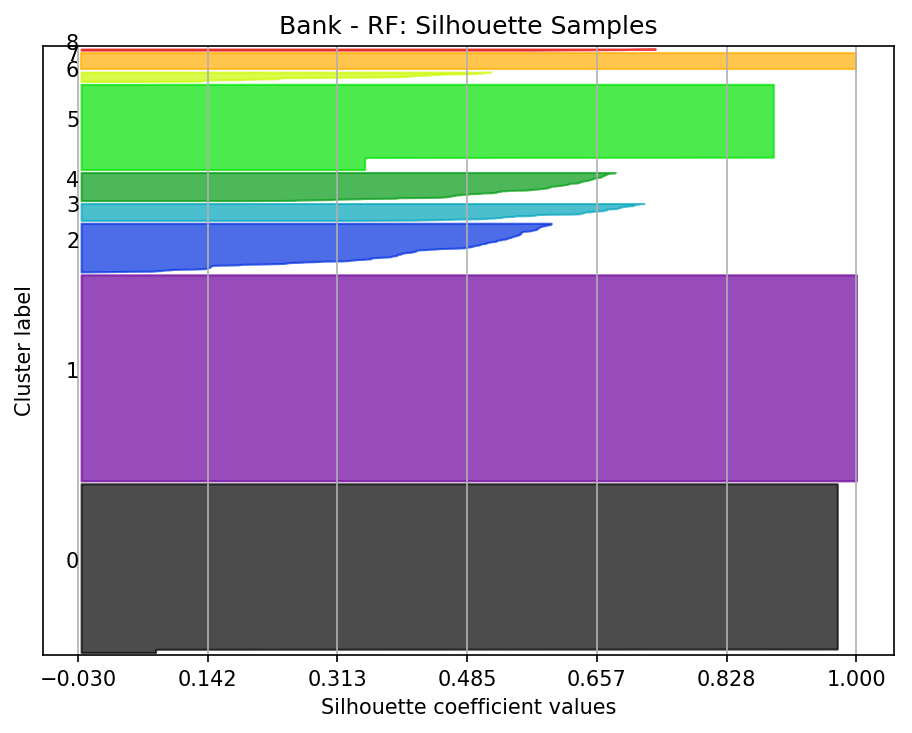 Bank - RF: Silhouette Samples
8
7
6
5
4
3
2
1
0
Cluster label
−0.030 0.142 0.313 0.485 0.657 0.828 1.000
Silhouette coefficient values